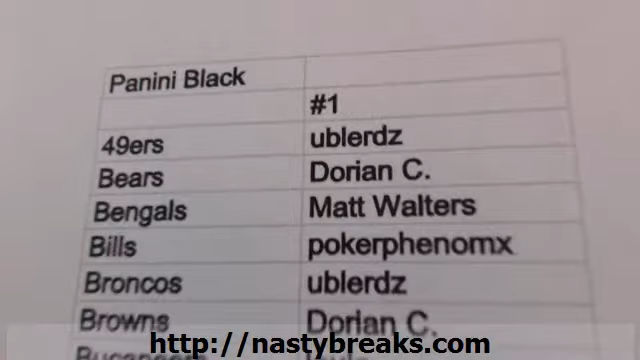 Panini Black
#1
49ers ublerdz
Bears Dorian C.
Bengals Matt Walters
Bills pokerphenomx
Broncos ublerdz
Browns Dorian C.
Buccaneers
http://nastybreaks.com